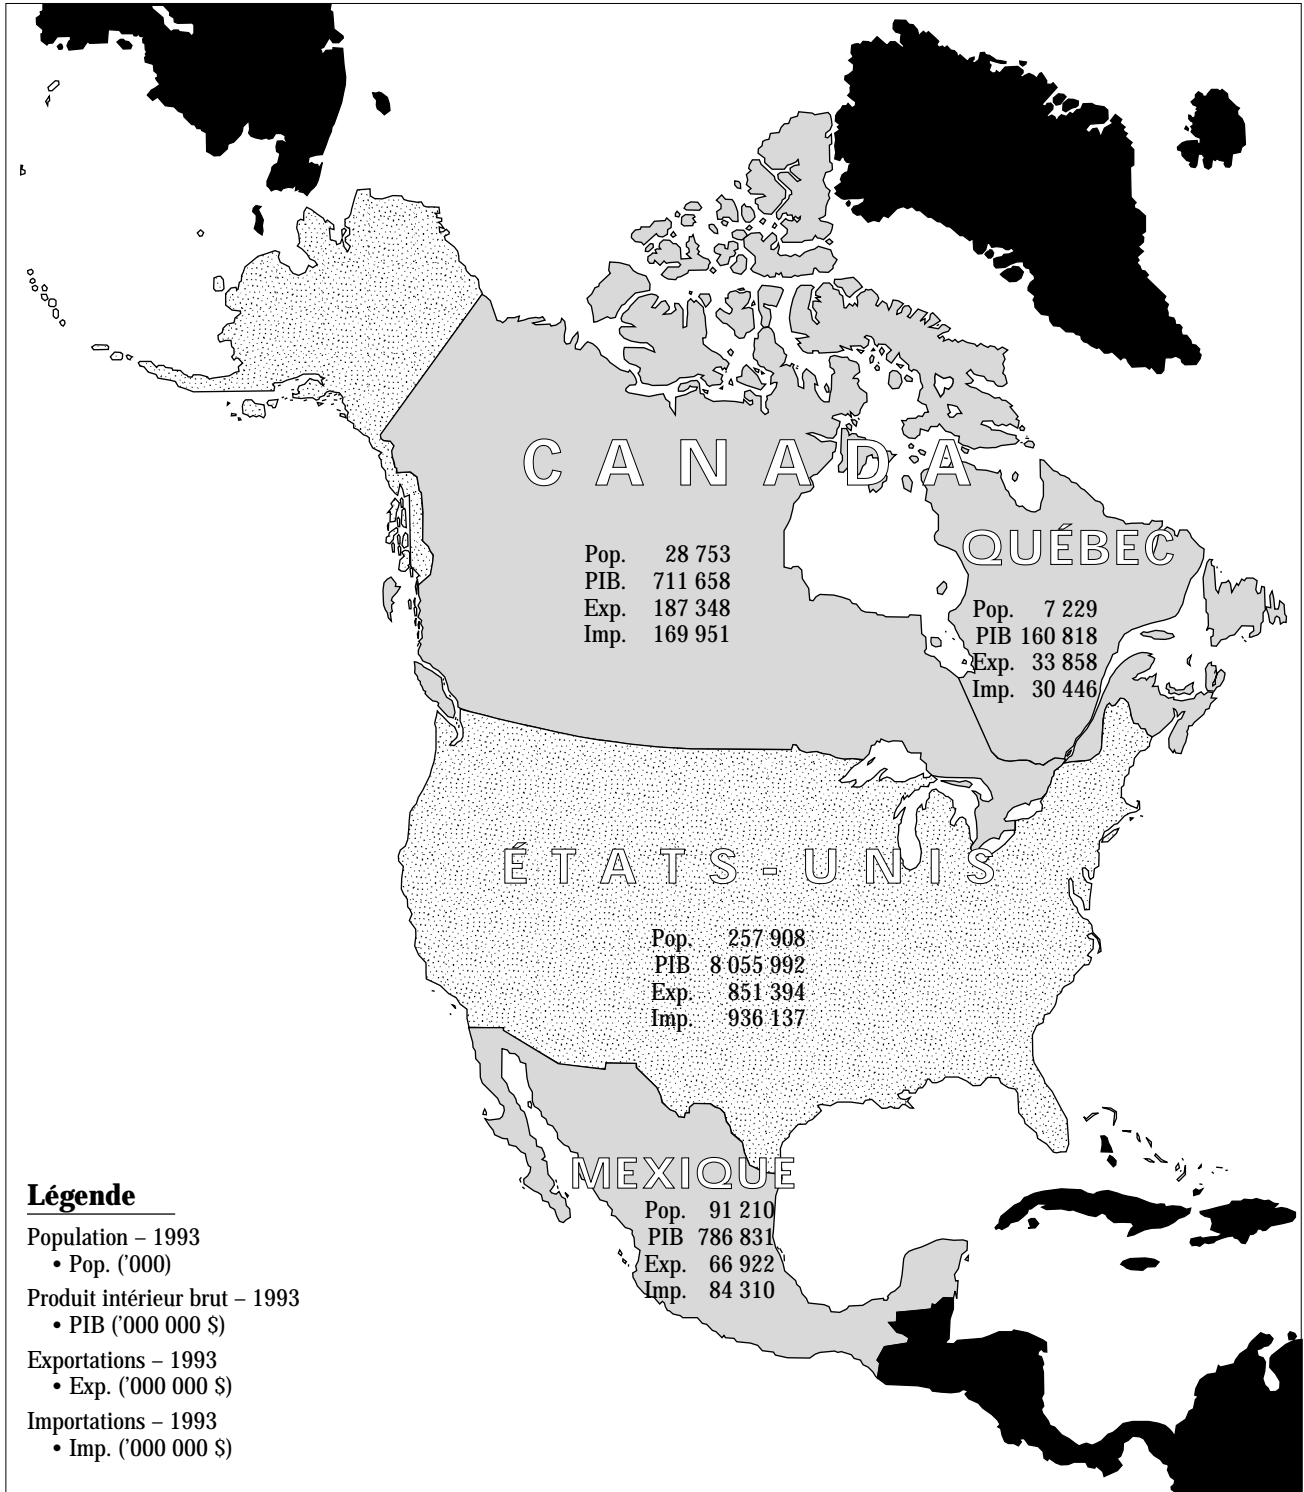 CANADA
Pop. 28 753
PIB. 711 658
Exp. 187 348
Imp. 169 951
QUÉBEC
Pop. 7 229
PIB 160 818
Exp. 33 858
Imp. 30 446
ÉTATS-UNIS
Pop. 257 908
PIB 8 055 992
Exp. 851 394
Imp. 936 137
MEXIQUE
Pop. 91 210
PIB 786 831
Exp. 66 922
Imp. 84 310
Légende
Population – 1993
• Pop. ('000)
Produit intérieur brut – 1993
• PIB ('000 000 $)
Exportations – 1993
• Exp. ('000 000 $)
Importations – 1993
• Imp. ('000 000 $)